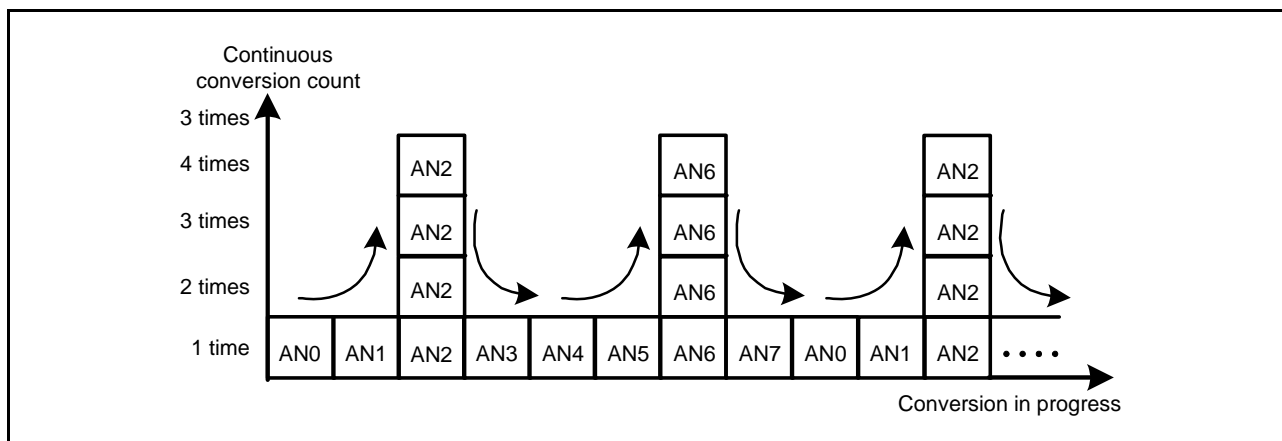 Continuous
conversion count
3 times
4 times
AN2
AN6
AN2
3 times
AN2
AN6
AN2
2 times
AN2
AN6
AN2
1 time
AN0 AN1 AN2 AN3 AN4 AN5 AN6 AN7 AN0 AN1 AN2 ••••
Conversion in progress